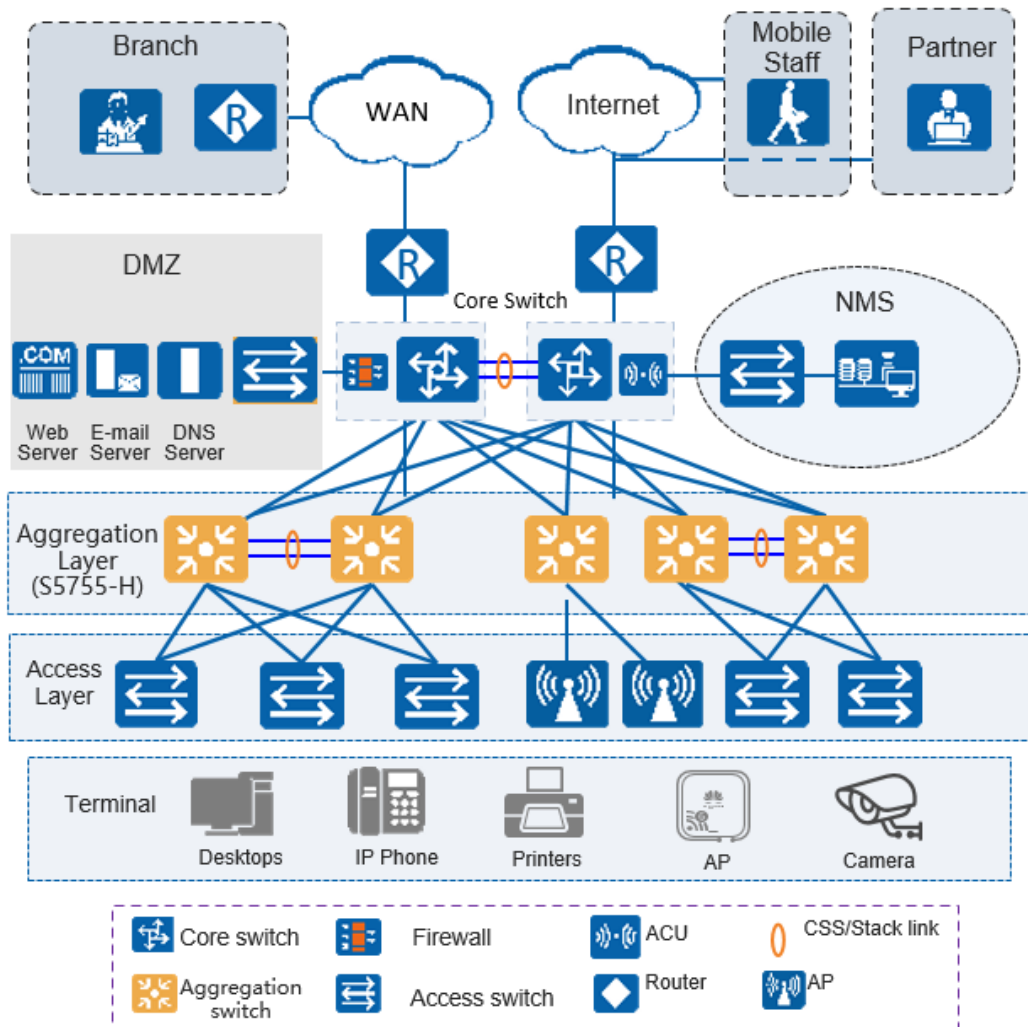 Branch
WAN
Internet
Mobile
Staff
Partner
R
R
R
DMZ
Core Switch
NMS
.COM
Web
Server
E-mail
Server
DNS
Server
Aggregation
Layer
(S5755-H)
Access
Layer
Terminal
Desktops
IP Phone
Printers
AP
Camera
Core switch
Firewall
ACU
CSS/Stack link
Aggregation
switch
Access switch
Router
AP